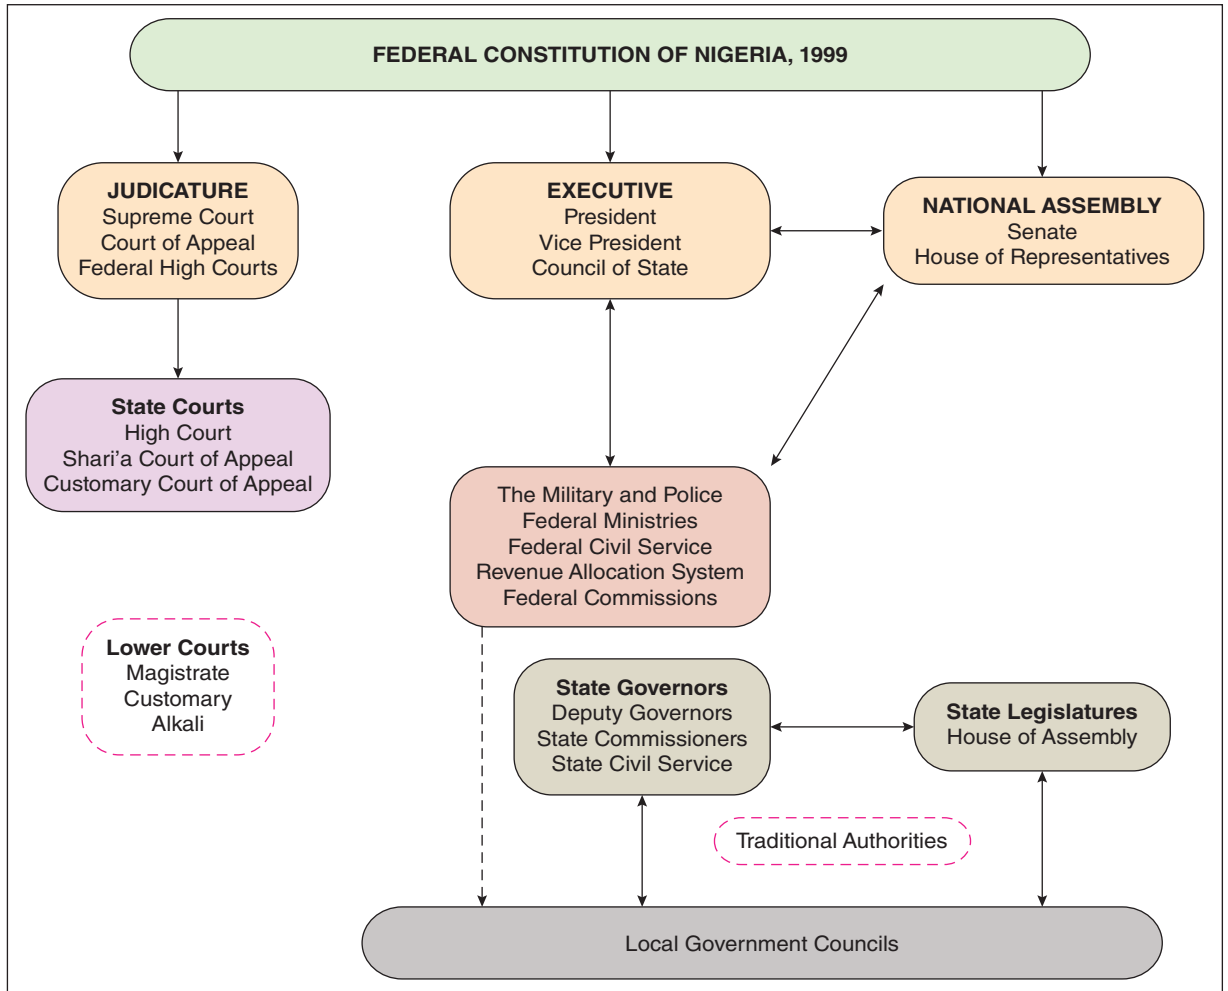 FEDERAL CONSTITUTION OF NIGERIA, 1999
JUDICATURE
Supreme Court
Court of Appeal
Federal High Courts
EXECUTIVE
President
Vice President
Council of State
NATIONAL ASSEMBLY
Senate
House of Representatives
State Courts
High Court
Shari’a Court of Appeal
Customary Court of Appeal
The Military and Police
Federal Ministries
Federal Civil Service
Revenue Allocation System
Federal Commissions
Lower Courts
Magistrate
Customary
Alkali
State Governors
Deputy Governors
State Commissioners
State Civil Service
State Legislatures
House of Assembly
Traditional Authorities
Local Government Councils